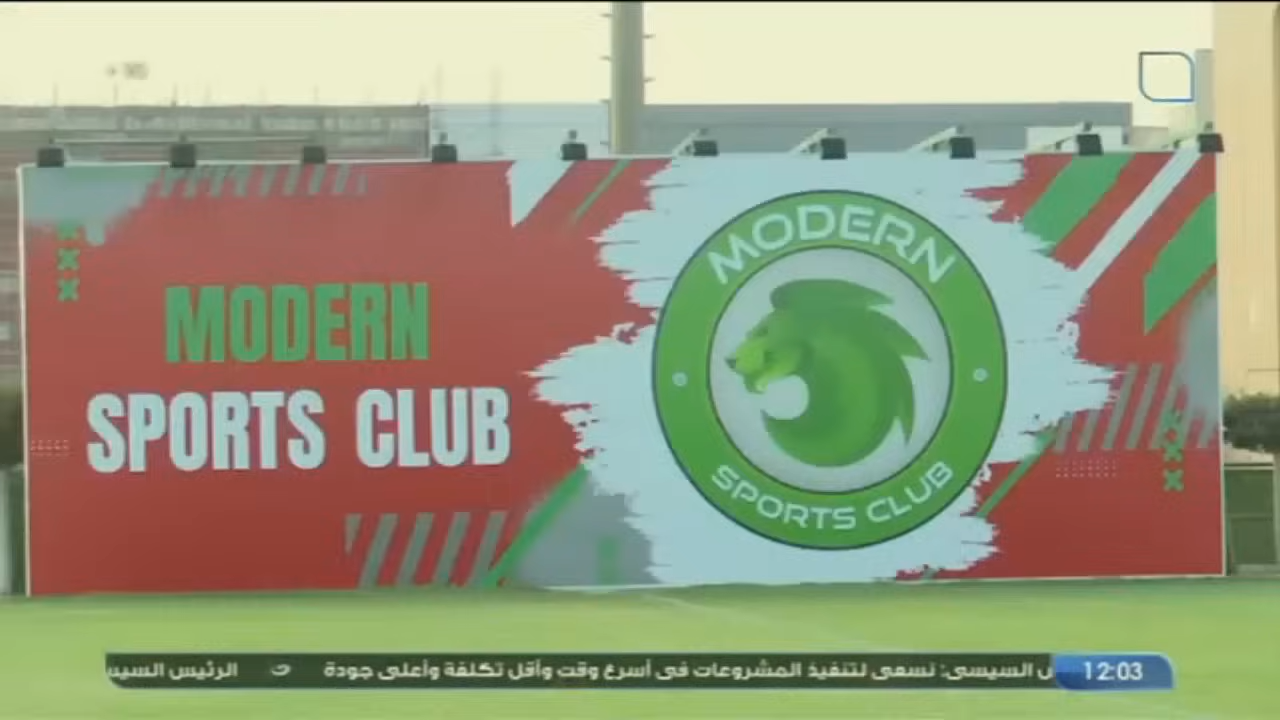 MODERN
SPORTS CLUB
MODERN
SPORTS CLUB
السيسى: نسعى لتنفيذ المشروعات فى أسرع وقت وأقل تكلفة وأعلى جودة
الرئيس
12:03